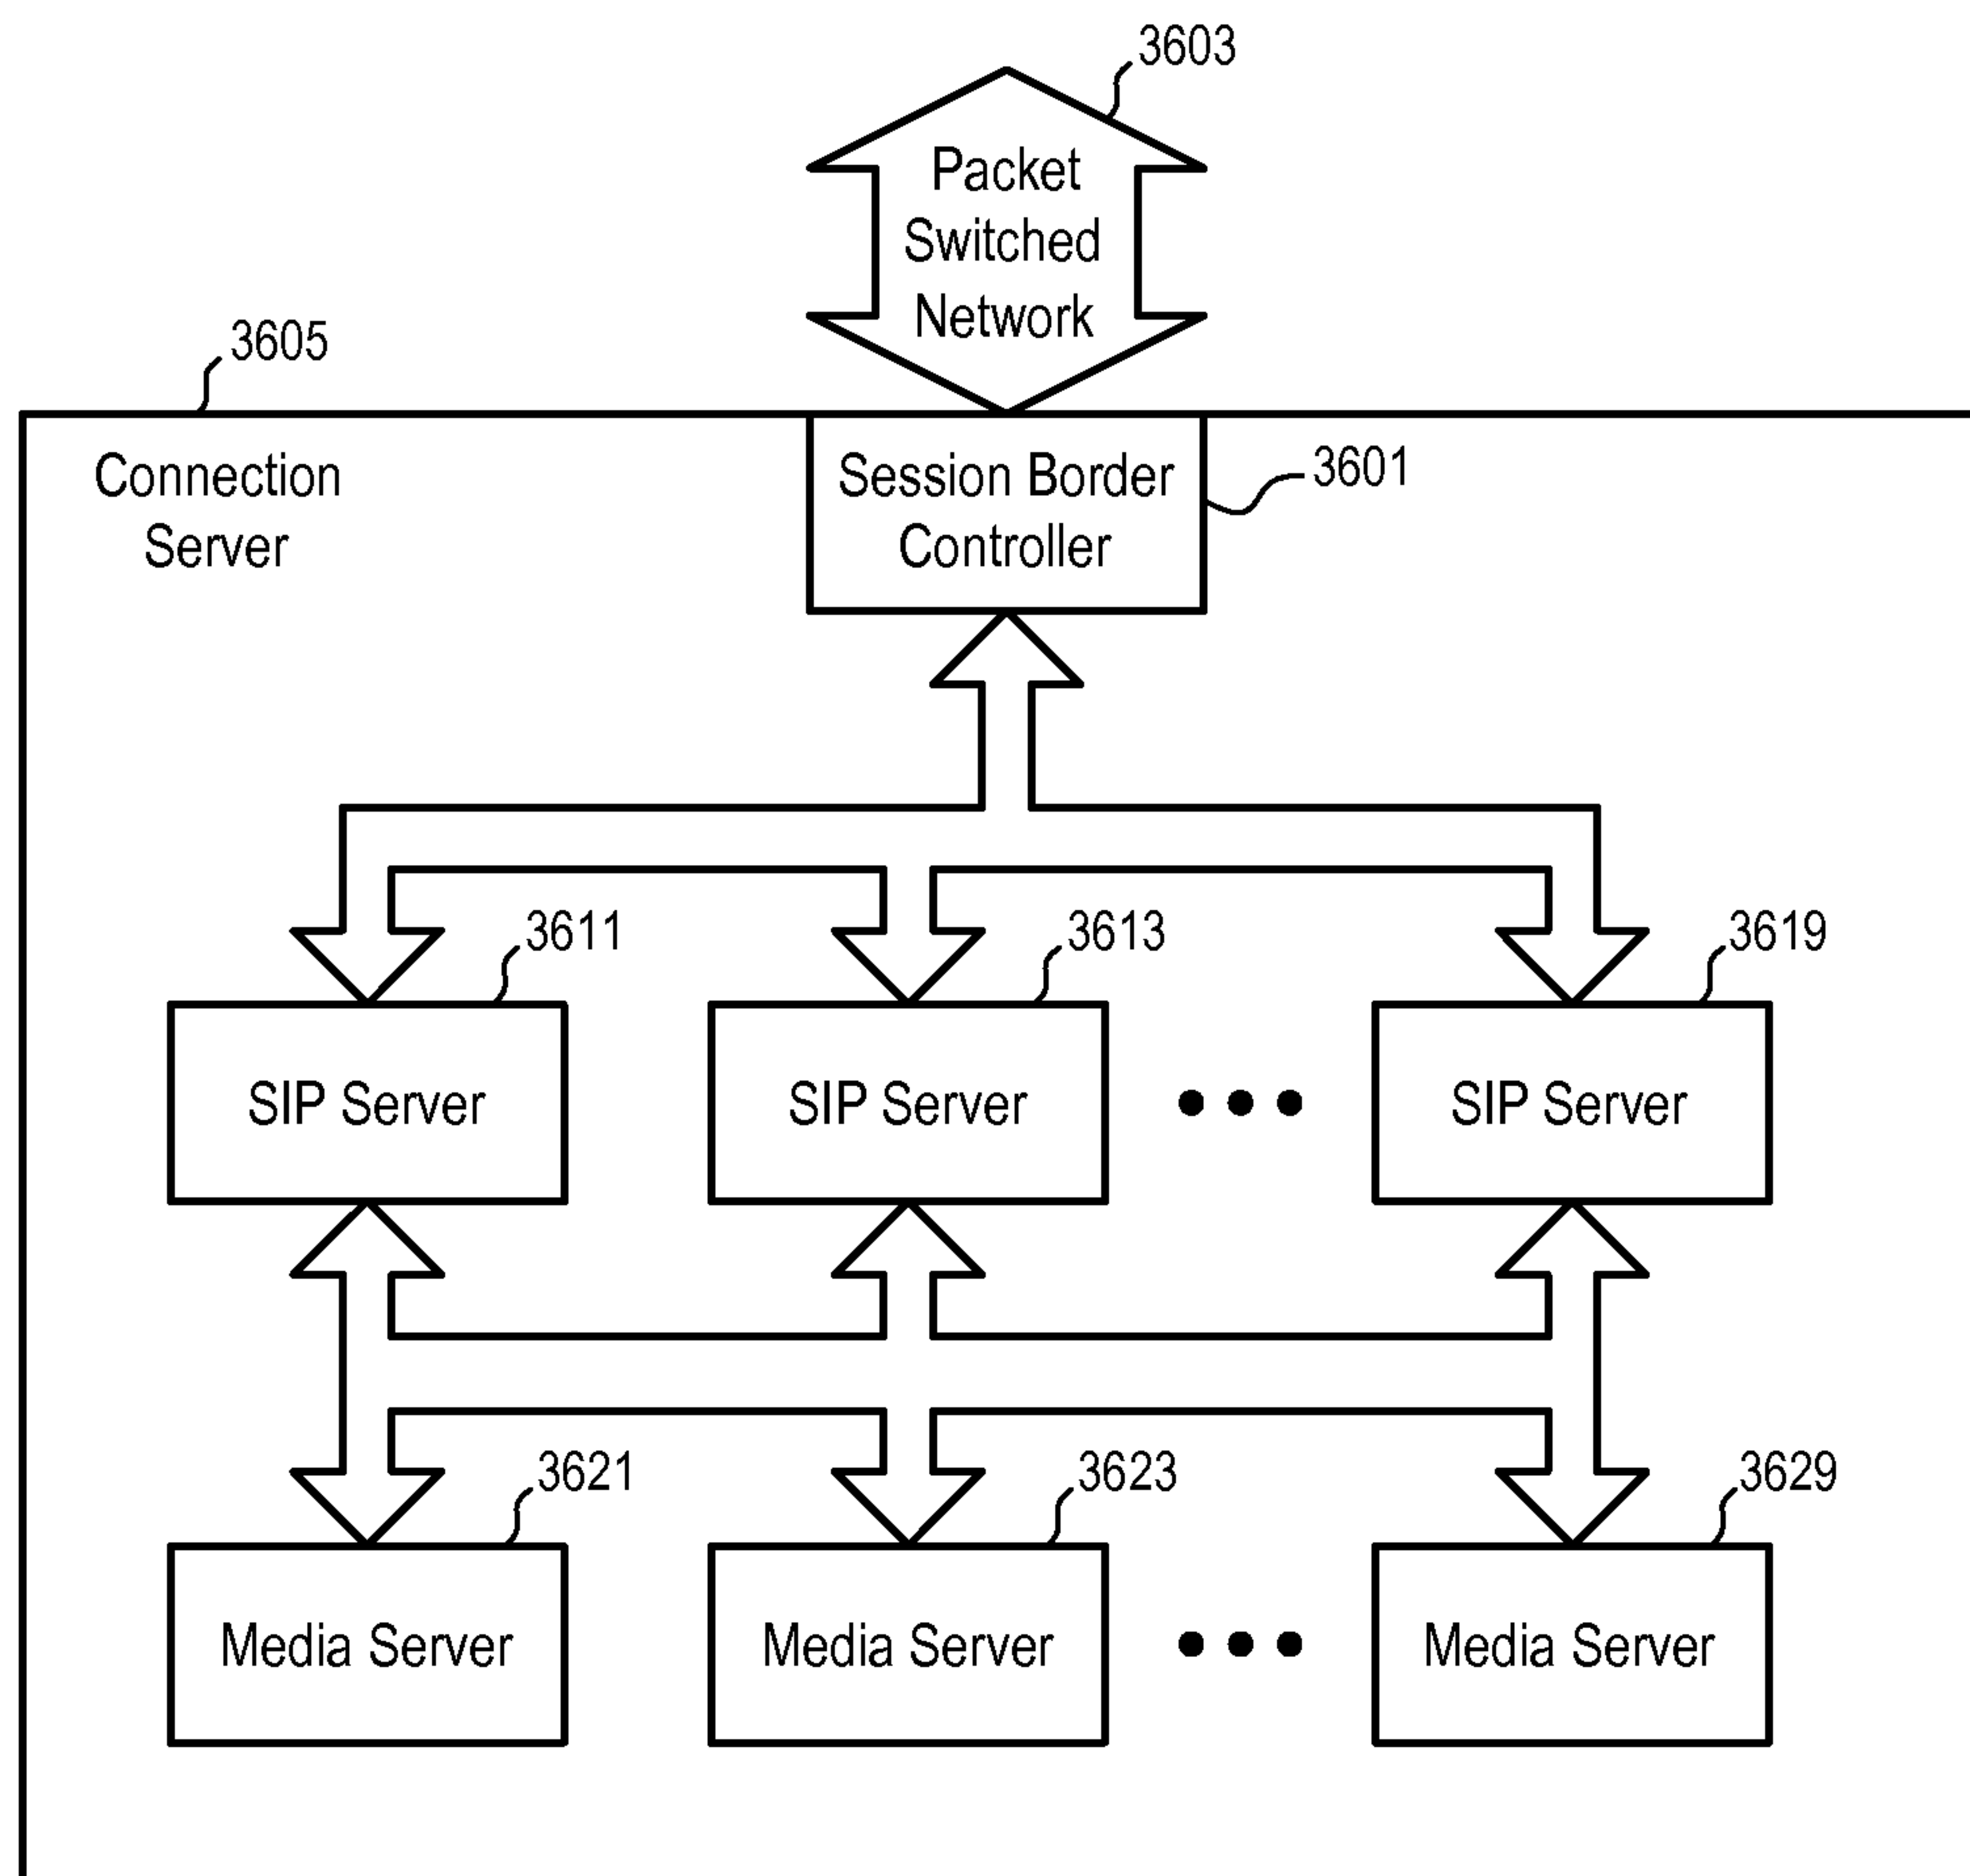 3603
Packet
Switched
Network
3605
Connection
Server
Session Border
Controller
3601
3611
3613
3619
SIP Server
SIP Server
SIP Server
3621
3623
3629
Media Server
Media Server
Media Server